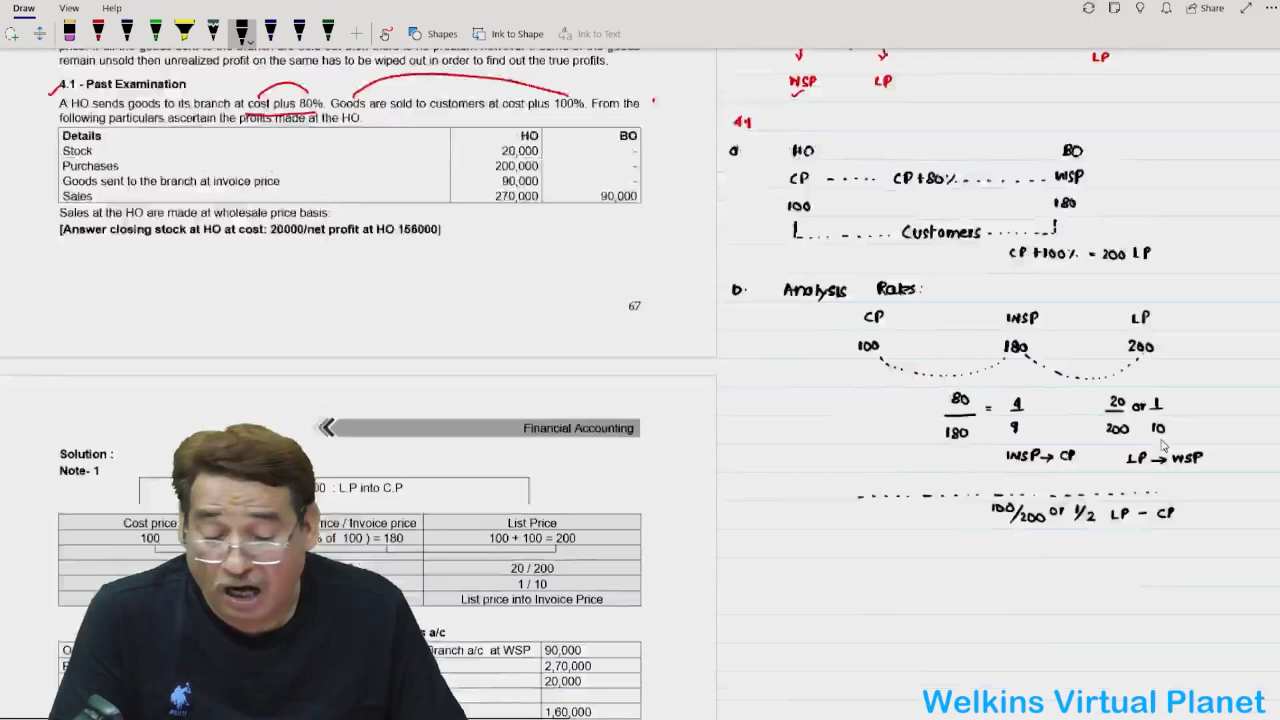 Draw View Help
Share
Shapes Ink to Shape Ink to Text
remain unsold then unrealized profit on the same has to be wiped out in order to find out the true profits.
4.1 - Past Examination
A HO sends goods to its branch at cost plus 80%. Goods are sold to customers at cost plus 100%. From the
following particulars ascertain the profits made at the HO.
Details HO BO
Stock 20,000 -
Purchases 200,000 -
Goods sent to the branch at invoice price 90,000 -
Sales 270,000 90,000
Sales at the HO are made at wholesale price basis:
[Answer closing stock at HO at cost: 20000/net profit at HO 156000]
67
Financial Accounting
Solution :
Note- 1
00 : L.P into C.P
Cost price rice / Invoice price List Price
100 % of 100 ) = 180 100 + 100 = 200
20 / 200
1 / 10
List price into Invoice Price
s a/c
Branch a/c at WSP 90,000
2,70,000
20,000
1,60,000
LP
WSP LP
4.1
a HO BO
CP CP+80% WSP
100 180
Customers
CP+100% = 200 LP
b. Analysis Rates:
CP INSP LP
100 180 200
80 = 4 20 or 1
180 9 200 10
INSP→CP LP→WSP
100/200 or 1/2 LP - CP
Welkins Virtual Planet